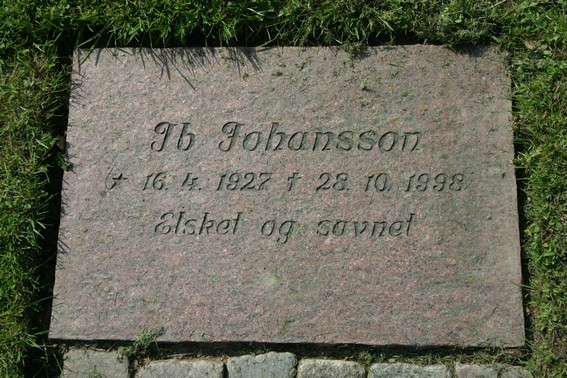 Ib Johansson
* 16. 4. 1927 † 28. 10. 1998
Elsket og savnet